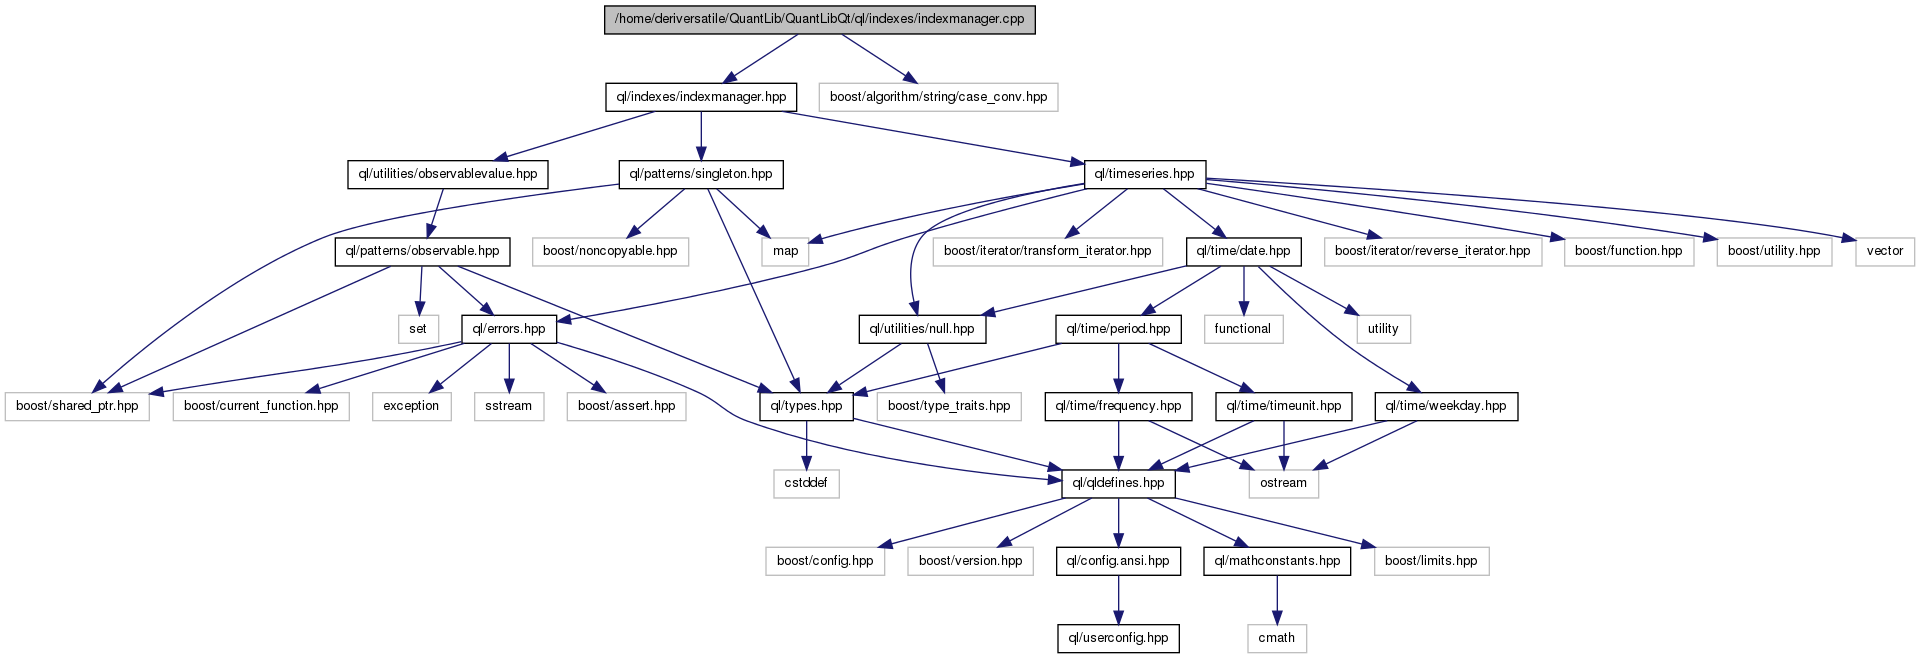 /home/deriversatile/QuantLib/QuantLibQt/ql/indexes/indexmanager.cpp
ql/indexes/indexmanager.hpp
boost/algorithm/string/case_conv.hpp
ql/utilities/observablevalue.hpp
ql/patterns/singleton.hpp
ql/timeseries.hpp
ql/patterns/observable.hpp
boost/noncopyable.hpp
map
boost/iterator/transform_iterator.hpp
ql/time/date.hpp
boost/iterator/reverse_iterator.hpp
boost/function.hpp
boost/utility.hpp
vector
set
ql/errors.hpp
ql/utilities/null.hpp
ql/time/period.hpp
functional
utility
boost/shared_ptr.hpp
boost/current_function.hpp
exception
sstream
boost/assert.hpp
ql/types.hpp
boost/type_traits.hpp
ql/time/frequency.hpp
ql/time/timeunit.hpp
ql/time/weekday.hpp
cstddef
ql/qldefines.hpp
ostream
boost/config.hpp
boost/version.hpp
ql/config.ansi.hpp
ql/mathconstants.hpp
boost/limits.hpp
ql/userconfig.hpp
cmath